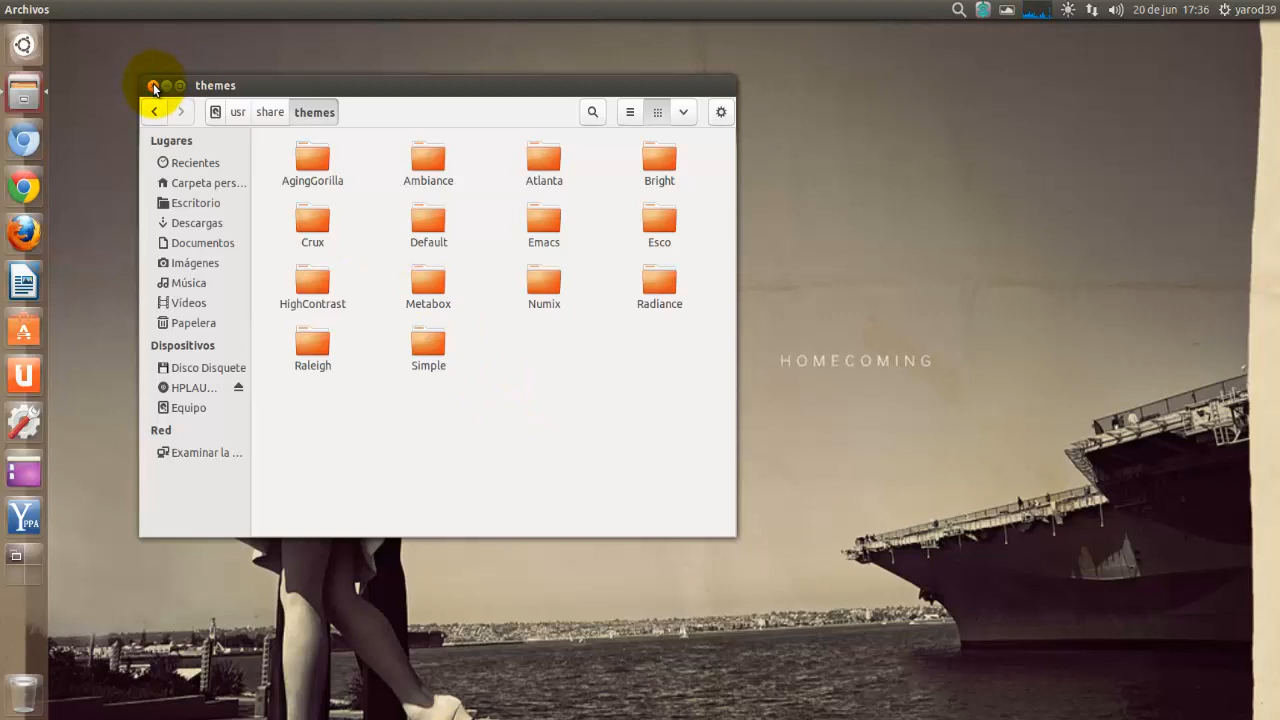 Archivos
20 de jun 17:36
yarod39
themes
usr
share
themes
Lugares
Recientes
Carpeta pers...
Escritorio
Descargas
Documentos
Imágenes
Música
Vídeos
Papelera
Dispositivos
Disco Disquete
HPLAU...
Equipo
Red
Examinar la ...
AgingGorilla
Ambiance
Atlanta
Bright
Crux
Default
Emacs
Esco
HighContrast
Metabox
Numix
Radiance
Raleigh
Simple
HOMECOMING
YPPA